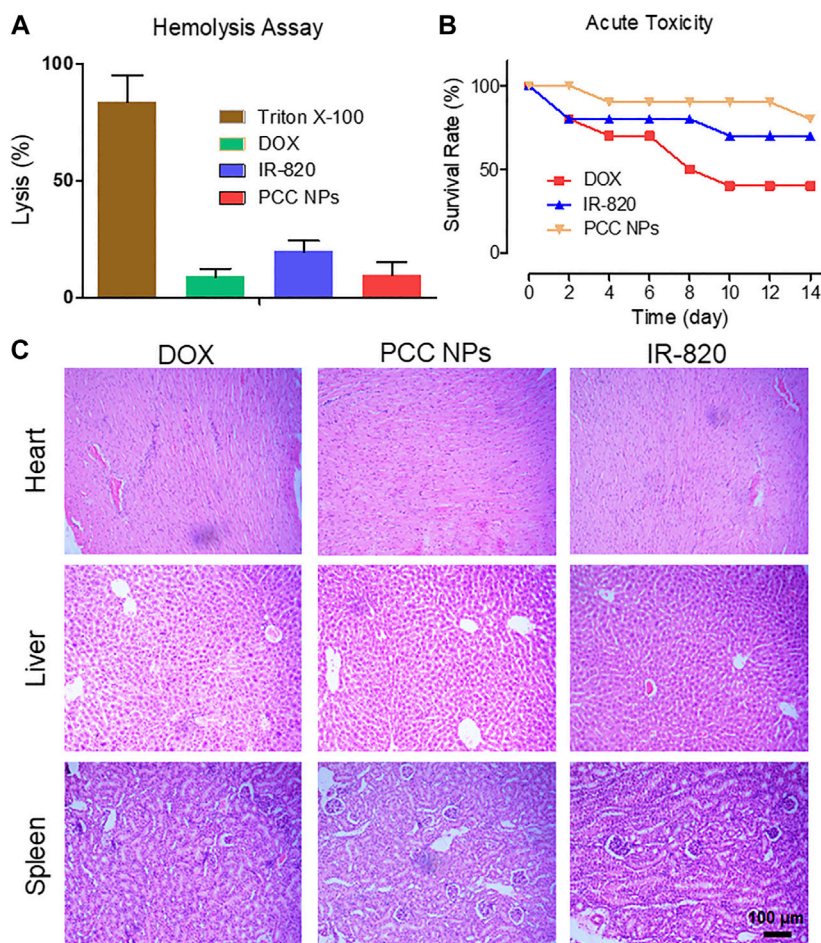 A
Hemolysis Assay
100
50
0
Lysis (%)
Triton X-100
DOX
IR-820
PCC NPs
B
Acute Toxicity
100
50
0
Survival Rate (%)
DOX
IR-820
PCC NPs
0 2 4 6 8 10 12 14
Time (day)
C
DOX PCC NPs IR-820
Heart
Liver
Spleen
100 μm